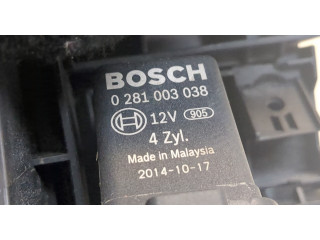 BOSCH
0 281 003 038
12V 905
4 Zyl.
Made in Malaysia
2014-10-17